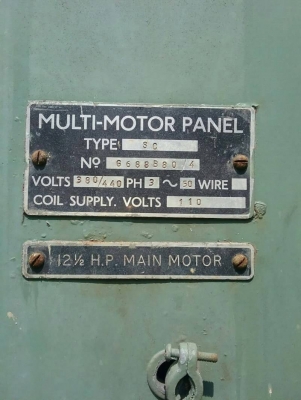 MULTI-MOTOR PANEL
TYPE SC
Nº
VOLTS 380/440 PH 3 ~ 50 WIRE
COIL SUPPLY. VOLTS 110
12½ H.P. MAIN MOTOR